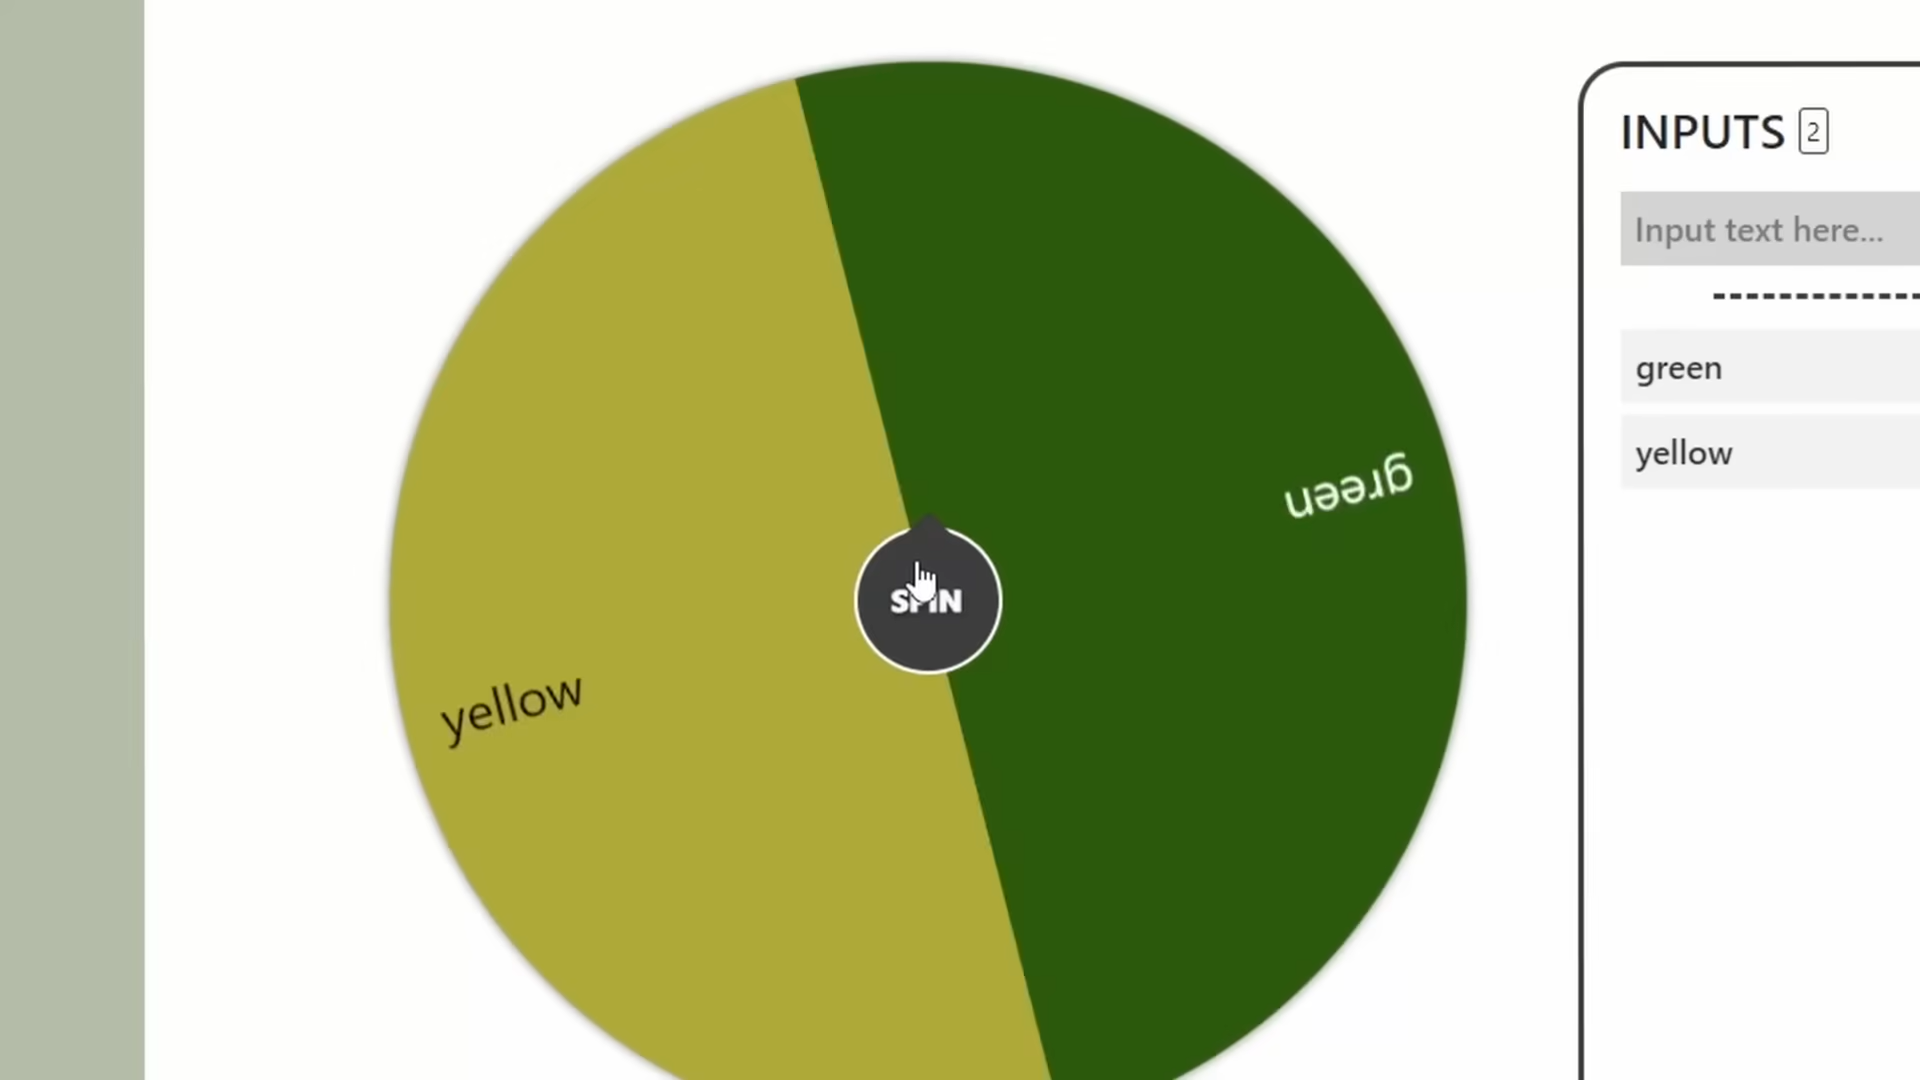 INPUTS 2
Input text here...
green
yellow
green
SPIN
yellow